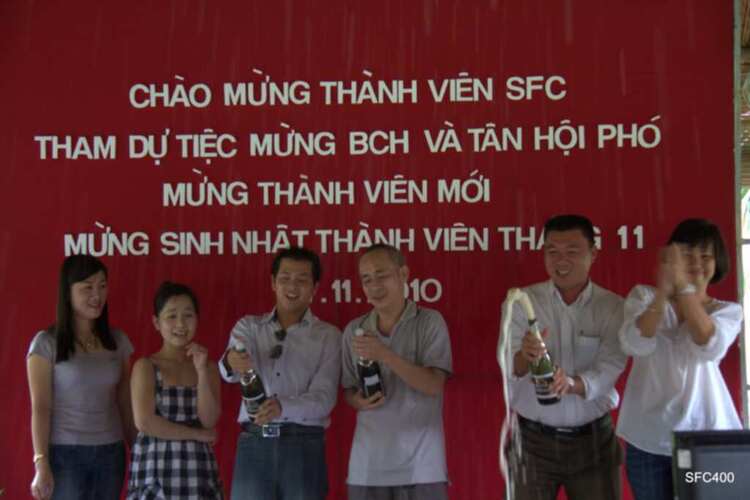 CHÀO MỪNG THÀNH VIÊN SFC
THAM DỰ TIỆC MỪNG BCH VÀ TÂN HỘI PHÓ
MỪNG THÀNH VIÊN MỚI
MỪNG SINH NHẬT THÀNH VIÊN 11
SFC400